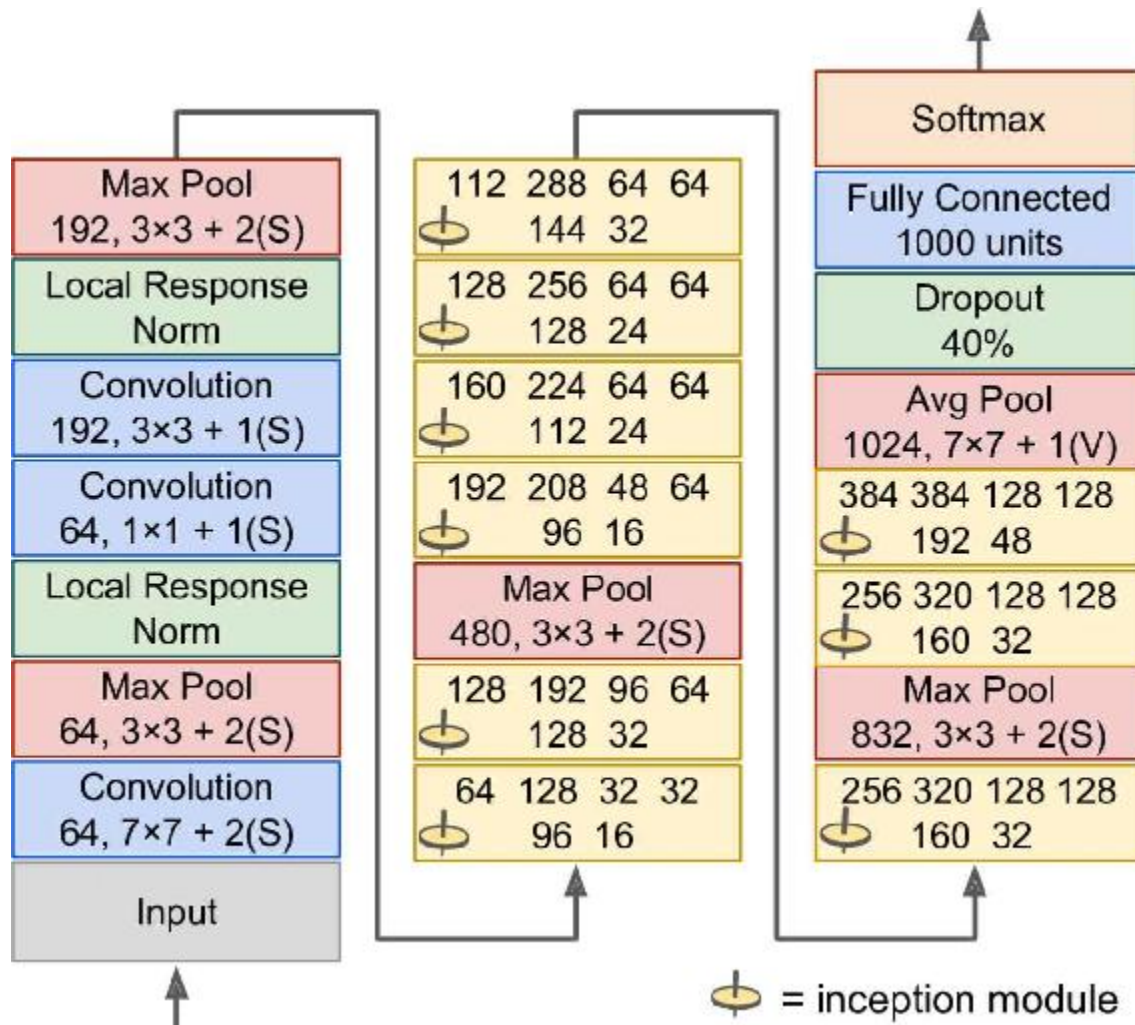 Max Pool
192, 3×3 + 2(S)
Local Response
Norm
Convolution
192, 3×3 + 1(S)
Convolution
64, 1×1 + 1(S)
Local Response
Norm
Max Pool
64, 3×3 + 2(S)
Convolution
64, 7×7 + 2(S)
Input
112 288 64 64
144 32
128 256 64 64
128 24
160 224 64 64
112 24
192 208 48 64
96 16
Max Pool
480, 3×3 + 2(S)
128 192 96 64
128 32
64 128 32 32
96 16
Softmax
Fully Connected
1000 units
Dropout
40%
Avg Pool
1024, 7×7 + 1(V)
384 384 128 128
192 48
256 320 128 128
160 32
Max Pool
832, 3×3 + 2(S)
256 320 128 128
160 32
= inception module